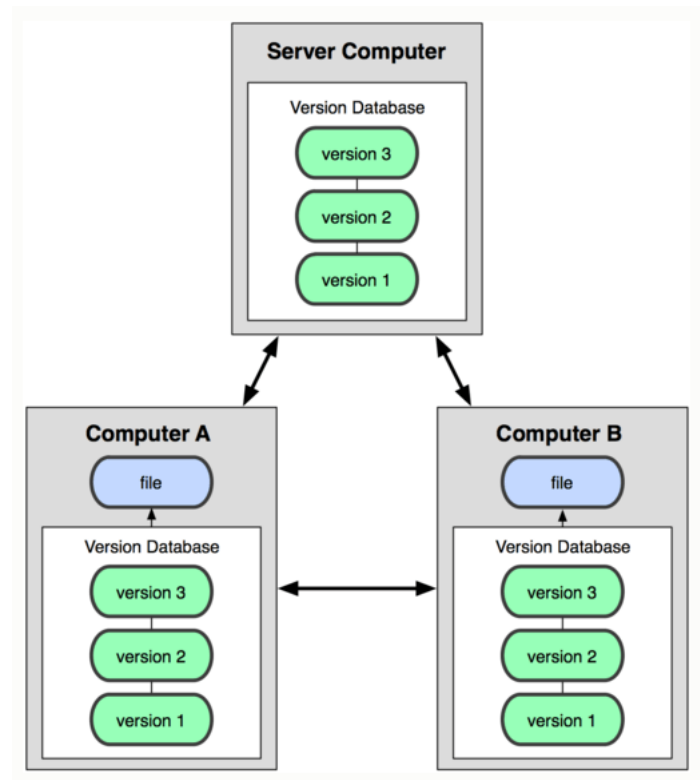 Server Computer
Version Database
version 3
version 2
version 1
Computer A
file
Version Database
version 3
version 2
version 1
Computer B
file
Version Database
version 3
version 2
version 1